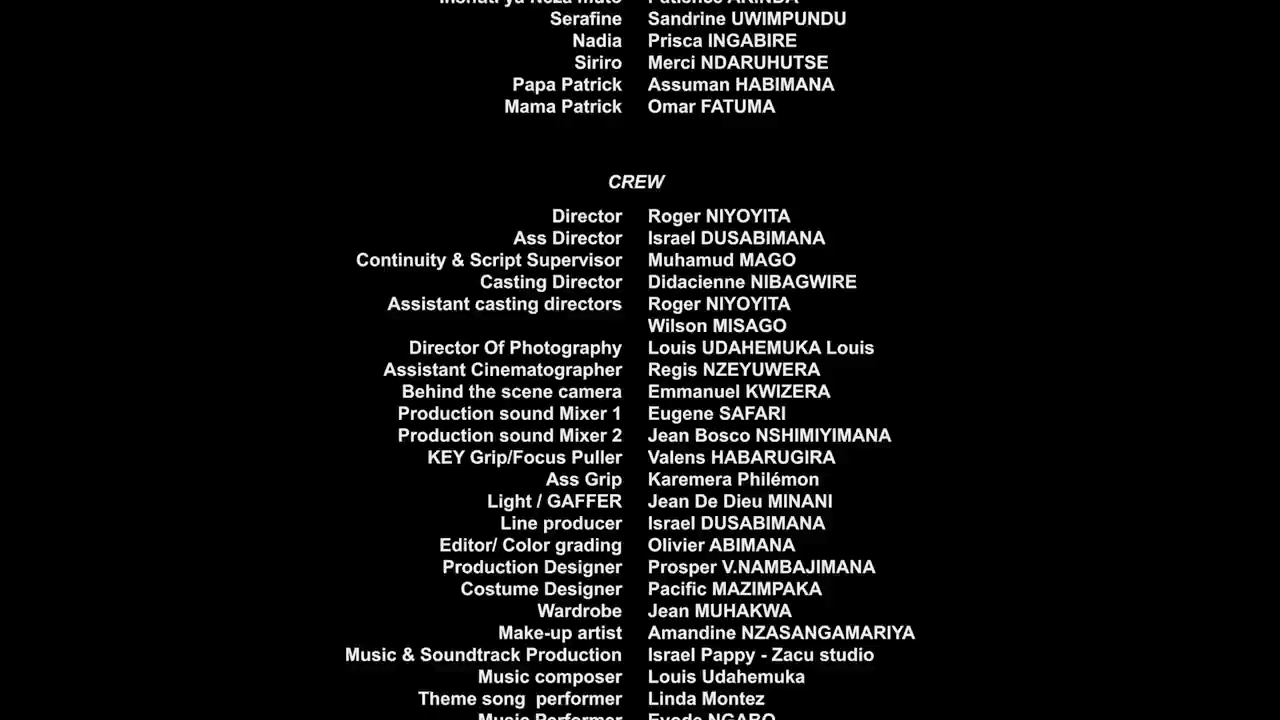 Serafine Sandrine UWIMPUNDU
Nadia Prisca INGABIRE
Siriro Merci NDARUHUTSE
Papa Patrick Assuman HABIMANA
Mama Patrick Omar FATUMA
CREW
Director Roger NIYOYITA
Ass Director Israel DUSABIMANA
Continuity & Script Supervisor Muhamud MAGO
Casting Director Didacienne NIBAGWIRE
Assistant casting directors Roger NIYOYITA
Wilson MISAGO
Director Of Photography Louis UDAHEMUKA Louis
Assistant Cinematographer Regis NZEYUWERA
Behind the scene camera Emmanuel KWIZERA
Production sound Mixer 1 Eugene SAFARI
Production sound Mixer 2 Jean Bosco NSHIMIYIMANA
KEY Grip/Focus Puller Valens HABARUGIRA
Ass Grip Karemera Philémon
Light / GAFFER Jean De Dieu MINANI
Line producer Israel DUSABIMANA
Editor/ Color grading Olivier ABIMANA
Production Designer Prosper V.NAMBAJIMANA
Costume Designer Pacific MAZIMPAKA
Wardrobe Jean MUHAKWA
Make-up artist Amandine NZASANGAMARIYA
Music & Soundtrack Production Israel Pappy - Zacu studio
Music composer Louis Udahemuka
Theme song performer Linda Montez
Music Performer Eyode NGABO